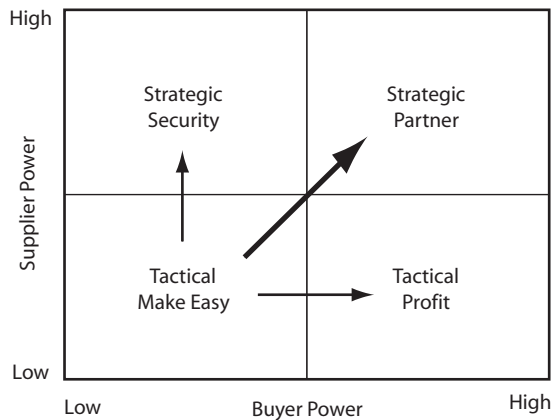 High
Strategic
Security
Strategic
Partner
Supplier Power
Tactical
Make Easy
Tactical
Profit
Low
Low
Buyer Power
High